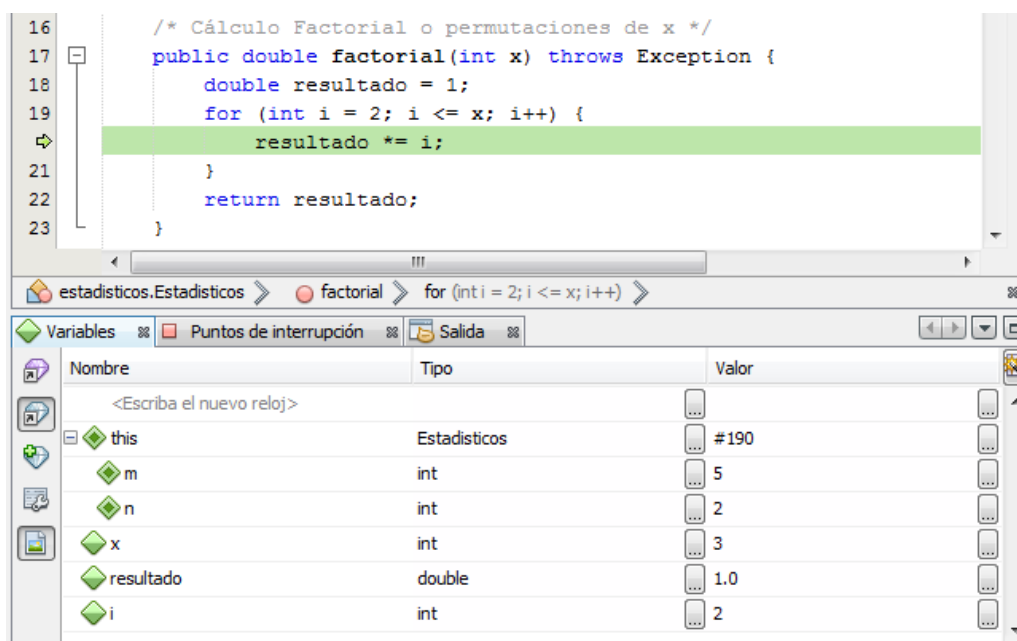 16 /* Cálculo Factorial o permutaciones de x */
17 public double factorial(int x) throws Exception {
18 double resultado = 1;
19 for (int i = 2; i <= x; i++) {
resultado *= i;
21 }
22 return resultado;
23 }
estadisticos.Estadisticos factorial for (int i = 2; i <= x; i++)
Variables Puntos de interrupción Salida
Nombre Tipo Valor
<Escriba el nuevo reloj> ... ...
this Estadisticos ... #190 ...
m int ... 5 ...
n int ... 2 ...
x int ... 3 ...
resultado double ... 1.0 ...
i int ... 2 ...